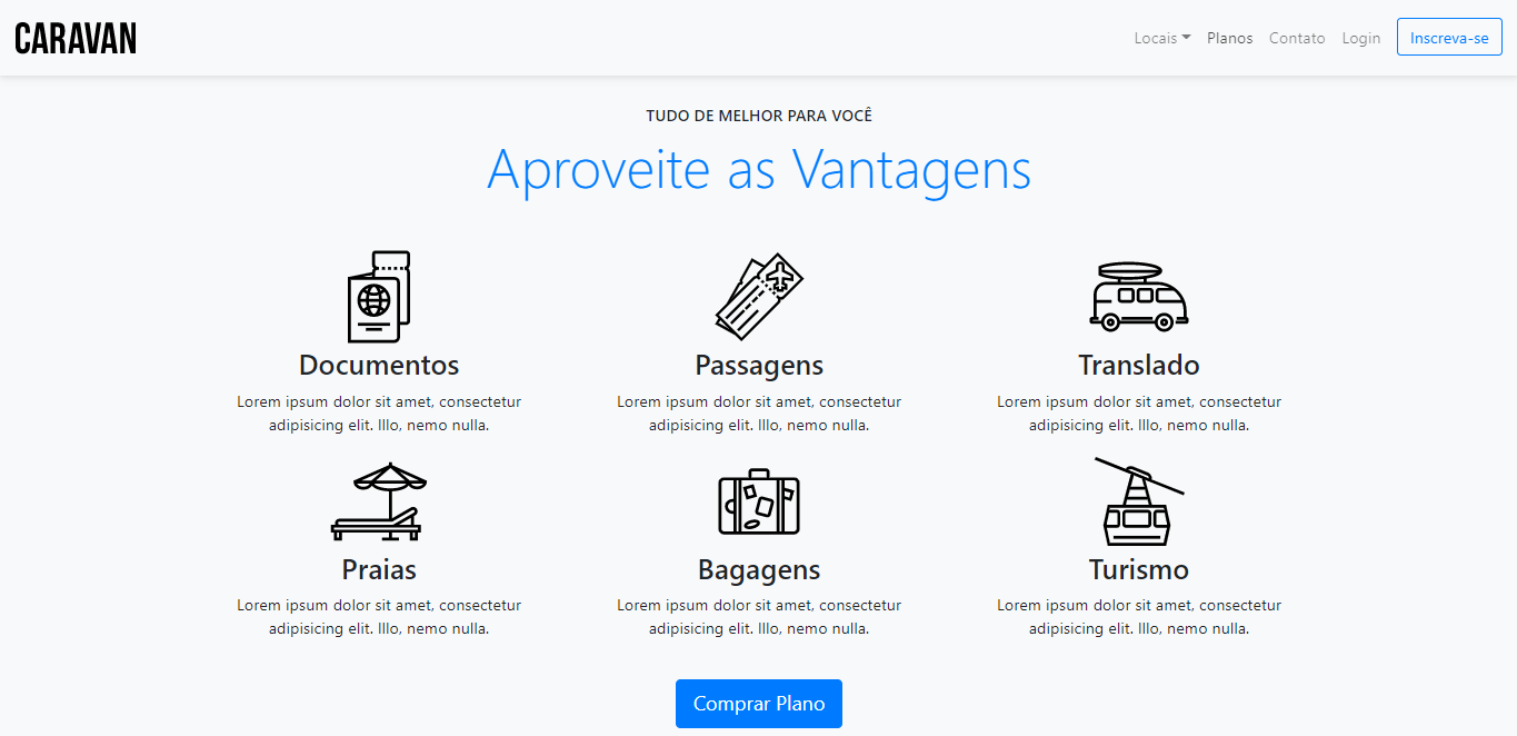 CARAVAN
Locais Planos Contato Login Inscreva-se
TUDO DE MELHOR PARA VOCÊ
Aproveite as Vantagens
Documentos
Lorem ipsum dolor sit amet, consectetur
adipisicing elit. Illo, nemo nulla.
Passagens
Lorem ipsum dolor sit amet, consectetur
adipisicing elit. Illo, nemo nulla.
Translado
Lorem ipsum dolor sit amet, consectetur
adipisicing elit. Illo, nemo nulla.
Praias
Lorem ipsum dolor sit amet, consectetur
adipisicing elit. Illo, nemo nulla.
Bagagens
Lorem ipsum dolor sit amet, consectetur
adipisicing elit. Illo, nemo nulla.
Turismo
Lorem ipsum dolor sit amet, consectetur
adipisicing elit. Illo, nemo nulla.
Comprar Plano